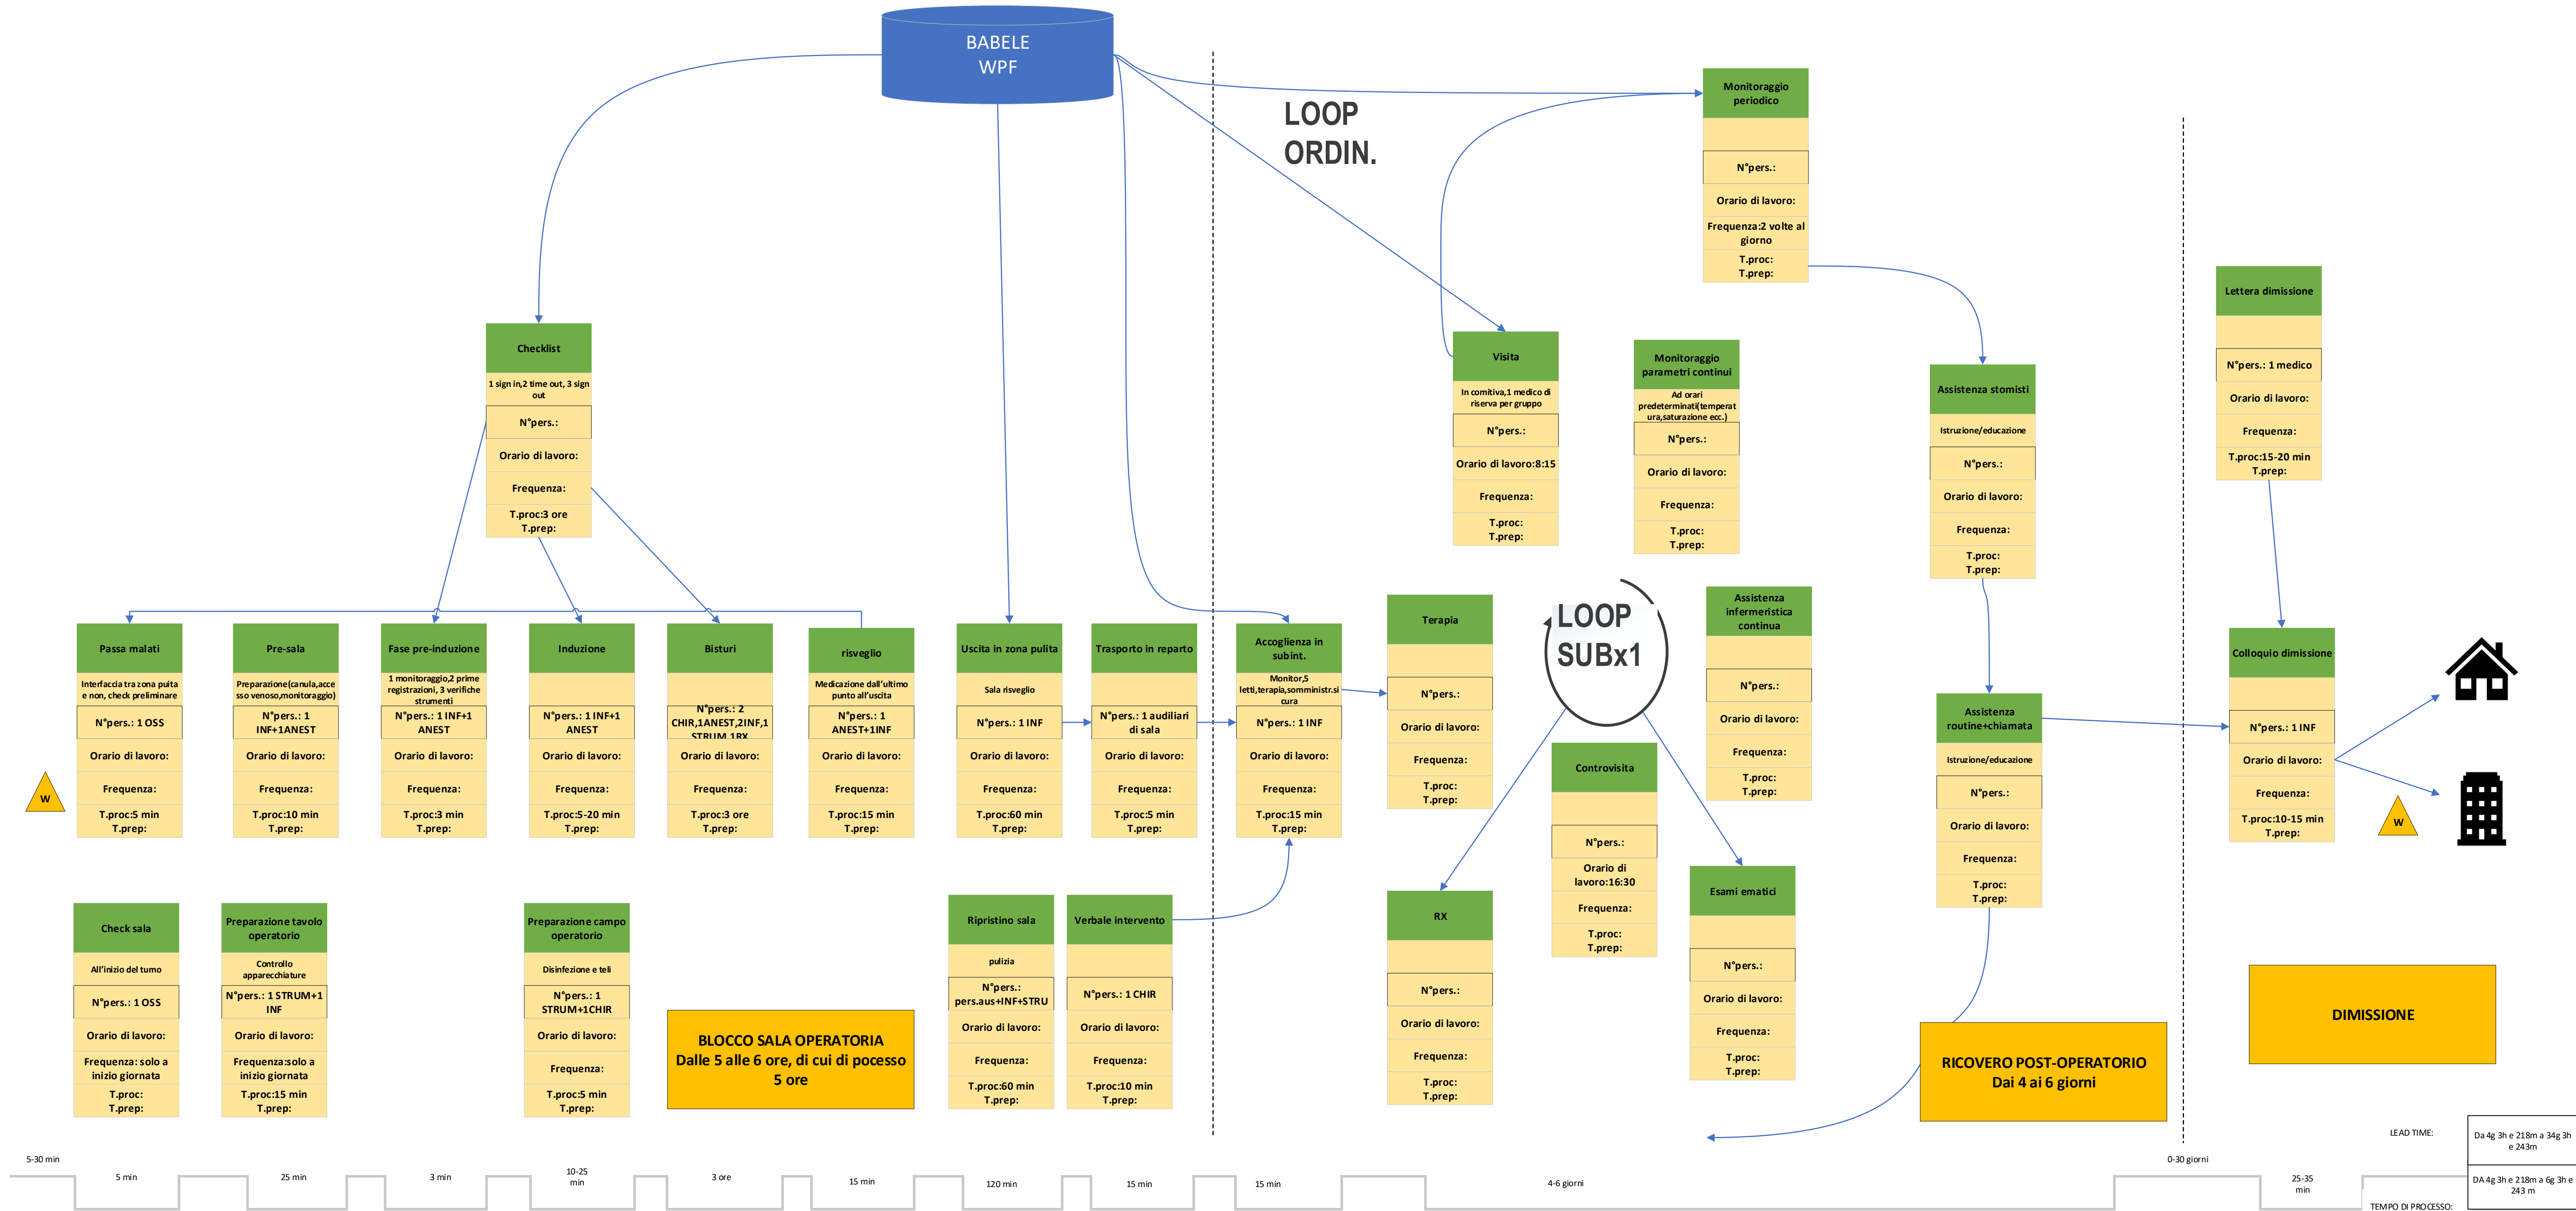 BABELE
WPF
LOOP
ORDIN.
Monitoraggio
periodico
N°pers.:
Orario di lavoro:
Frequenza:2 volte al
giorno
T.proc:
T.prep:
Lettera dimissione
N°pers.: 1 medico
Orario di lavoro:
Frequenza:
T.proc:15-20 min
T.prep:
Checklist
1 sign in,2 time out, 3 sign
out
N°pers.:
Orario di lavoro:
Frequenza:
T.proc:3 ore
T.prep:
Visita
In comitiva,1 medico di
riserva per gruppo
N°pers.:
Orario di lavoro:8:15
Frequenza:
T.proc:
T.prep:
Monitoraggio
parametri continui
Ad orari
predeterminati(temperat
ura,saturazione ecc.)
N°pers.:
Orario di lavoro:
Frequenza:
T.proc:
T.prep:
Assistenza stomisti
Istruzione/educazione
N°pers.:
Orario di lavoro:
Frequenza:
T.proc:
T.prep:
Passa malati
Interfaccia tra zona puita
e non, check preliminare
N°pers.: 1 OSS
Orario di lavoro:
Frequenza:
T.proc:5 min
T.prep:
W
Pre-sala
Preparazione(canula,acce
sso venoso,monitoraggio)
N°pers.: 1
INF+1ANEST
Orario di lavoro:
Frequenza:
T.proc:10 min
T.prep:
Fase pre-induzione
1 monitoraggio,2 prime
registrazioni, 3 verifiche
strumenti
N°pers.: 1 INF+1
ANEST
Orario di lavoro:
Frequenza:
T.proc:3 min
T.prep:
Induzione
N°pers.: 1 INF+1
ANEST
Orario di lavoro:
Frequenza:
T.proc:5-20 min
T.prep:
Bisturi
N°pers.: 2
CHIR,1ANEST,2INF,1
STRUM,1RX
Orario di lavoro:
Frequenza:
T.proc:3 ore
T.prep:
risveglio
Medicazione dall'ultimo
punto all'uscita
N°pers.: 1
ANEST+1INF
Orario di lavoro:
Frequenza:
T.proc:15 min
T.prep:
Uscita in zona pulita
Sala risveglio
N°pers.: 1 INF
Orario di lavoro:
Frequenza:
T.proc:60 min
T.prep:
Trasporto in reparto
N°pers.: 1 audiliari
di sala
Orario di lavoro:
Frequenza:
T.proc:5 min
T.prep:
Accoglienza in
subint.
Monitor,5
letti,terapia,somministr.si
cura
N°pers.: 1 INF
Orario di lavoro:
Frequenza:
T.proc:15 min
T.prep:
Terapia
N°pers.:
Orario di lavoro:
Frequenza:
T.proc:
T.prep:
LOOP
SUBx1
Assistenza
infermeristica
continua
N°pers.:
Orario di lavoro:
Frequenza:
T.proc:
T.prep:
Controvisita
N°pers.:
Orario di
lavoro:16:30
Frequenza:
T.proc:
T.prep:
Assistenza
routine+chiamata
Istruzione/educazione
N°pers.:
Orario di lavoro:
Frequenza:
T.proc:
T.prep:
Colloquio dimissione
N°pers.: 1 INF
Orario di lavoro:
Frequenza:
T.proc:10-15 min
T.prep:
W
Check sala
All'inizio del turno
N°pers.: 1 OSS
Orario di lavoro:
Frequenza: solo a
inizio giornata
T.proc:
T.prep:
Preparazione tavolo
operatorio
Controllo
apparecchiature
N°pers.: 1 STRUM+1
INF
Orario di lavoro:
Frequenza:solo a
inizio giornata
T.proc:15 min
T.prep:
Preparazione campo
operatorio
Disinfezione e teli
N°pers.: 1
STRUM+1CHIR
Orario di lavoro:
Frequenza:
T.proc:5 min
T.prep:
BLOCCO SALA OPERATORIA
Dalle 5 alle 6 ore, di cui di pocesso
5 ore
Ripristino sala
pulizia
N°pers.:
pers.aus+INF+STRU
Orario di lavoro:
Frequenza:
T.proc:60 min
T.prep:
Verbale intervento
N°pers.: 1 CHIR
Orario di lavoro:
Frequenza:
T.proc:10 min
T.prep:
RX
N°pers.:
Orario di lavoro:
Frequenza:
T.proc:
T.prep:
Esami ematici
N°pers.:
Orario di lavoro:
Frequenza:
T.proc:
T.prep:
RICOVERO POST-OPERATORIO
Dai 4 ai 6 giorni
DIMISSIONE
5-30 min
5 min
25 min
3 min
10-25
min
3 ore
15 min
120 min
15 min
15 min
4-6 giorni
0-30 giorni
25-35
min
LEAD TIME:
Da 4g 3h e 218m a 34g 3h
e 243m
TEMPO DI PROCESSO:
DA 4g 3h e 218m a 6g 3h e
243 m